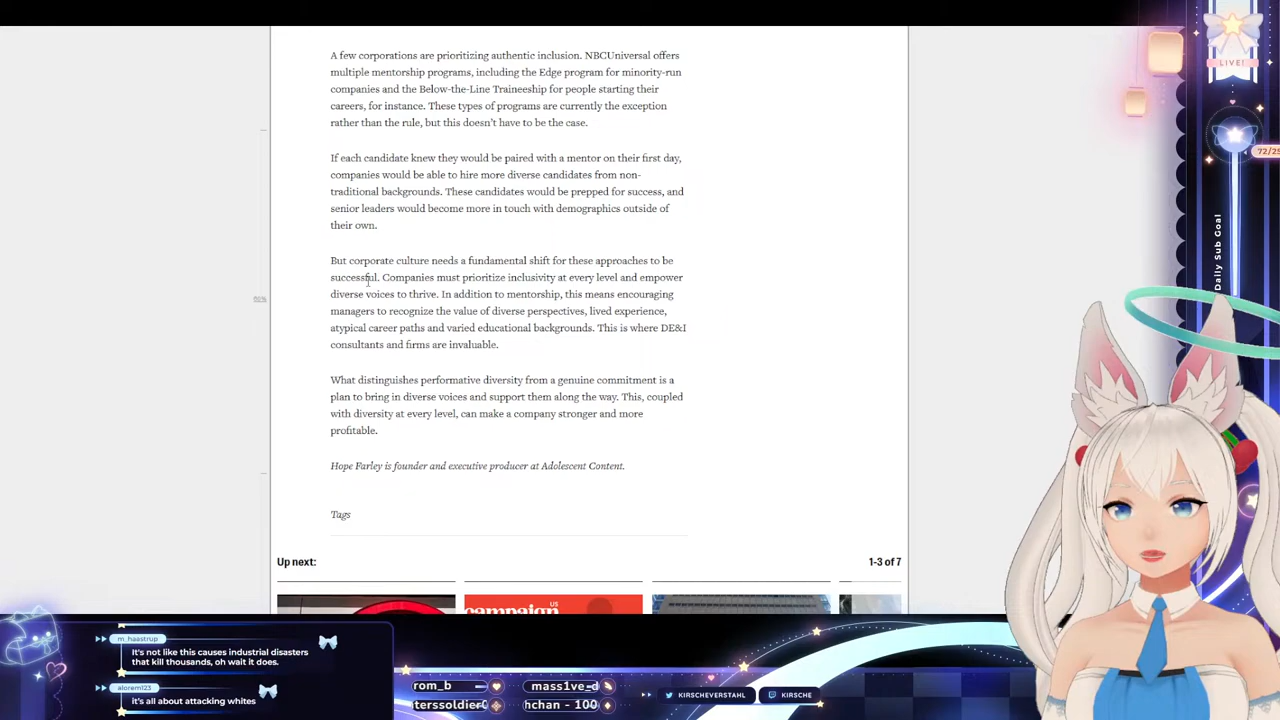 A few corporations are prioritizing authentic inclusion. NBCUniversal offers
multiple mentorship programs, including the Edge program for minority-run
companies and the Below-the-Line Traineeship for people starting their
careers, for instance. These types of programs are currently the exception
rather than the rule, but this doesn't have to be the case.
If each candidate knew they would be paired with a mentor on their first day,
companies would be able to hire more diverse candidates from non-
traditional backgrounds. These candidates would be prepped for success, and
senior leaders would become more in touch with demographics outside of
their own.
But corporate culture needs a fundamental shift for these approaches to be
successful. Companies must prioritize inclusivity at every level and empower
diverse voices to thrive. In addition to mentorship, this means encouraging
managers to recognize the value of diverse perspectives, lived experience,
atypical career paths and varied educational backgrounds. This is where DE&I
consultants and firms are invaluable.
What distinguishes performative diversity from a genuine commitment is a
plan to bring in diverse voices and support them along the way. This, coupled
with diversity at every level, can make a company stronger and more
profitable.
Hope Farley is founder and executive producer at Adolescent Content.
Tags
Up next:
1-3 of 7
campaign US
LIVE!
72/25
Daily Sub Goal
m_haastrup
It's not like this causes industrial disasters
that kill thousands, oh wait it does.
alorem123
it's all about attacking whites
rom_b
mass1ve_d
terssoldier0
hchan - 100
KIRSCHEVERSTAHL
KIRSCHE